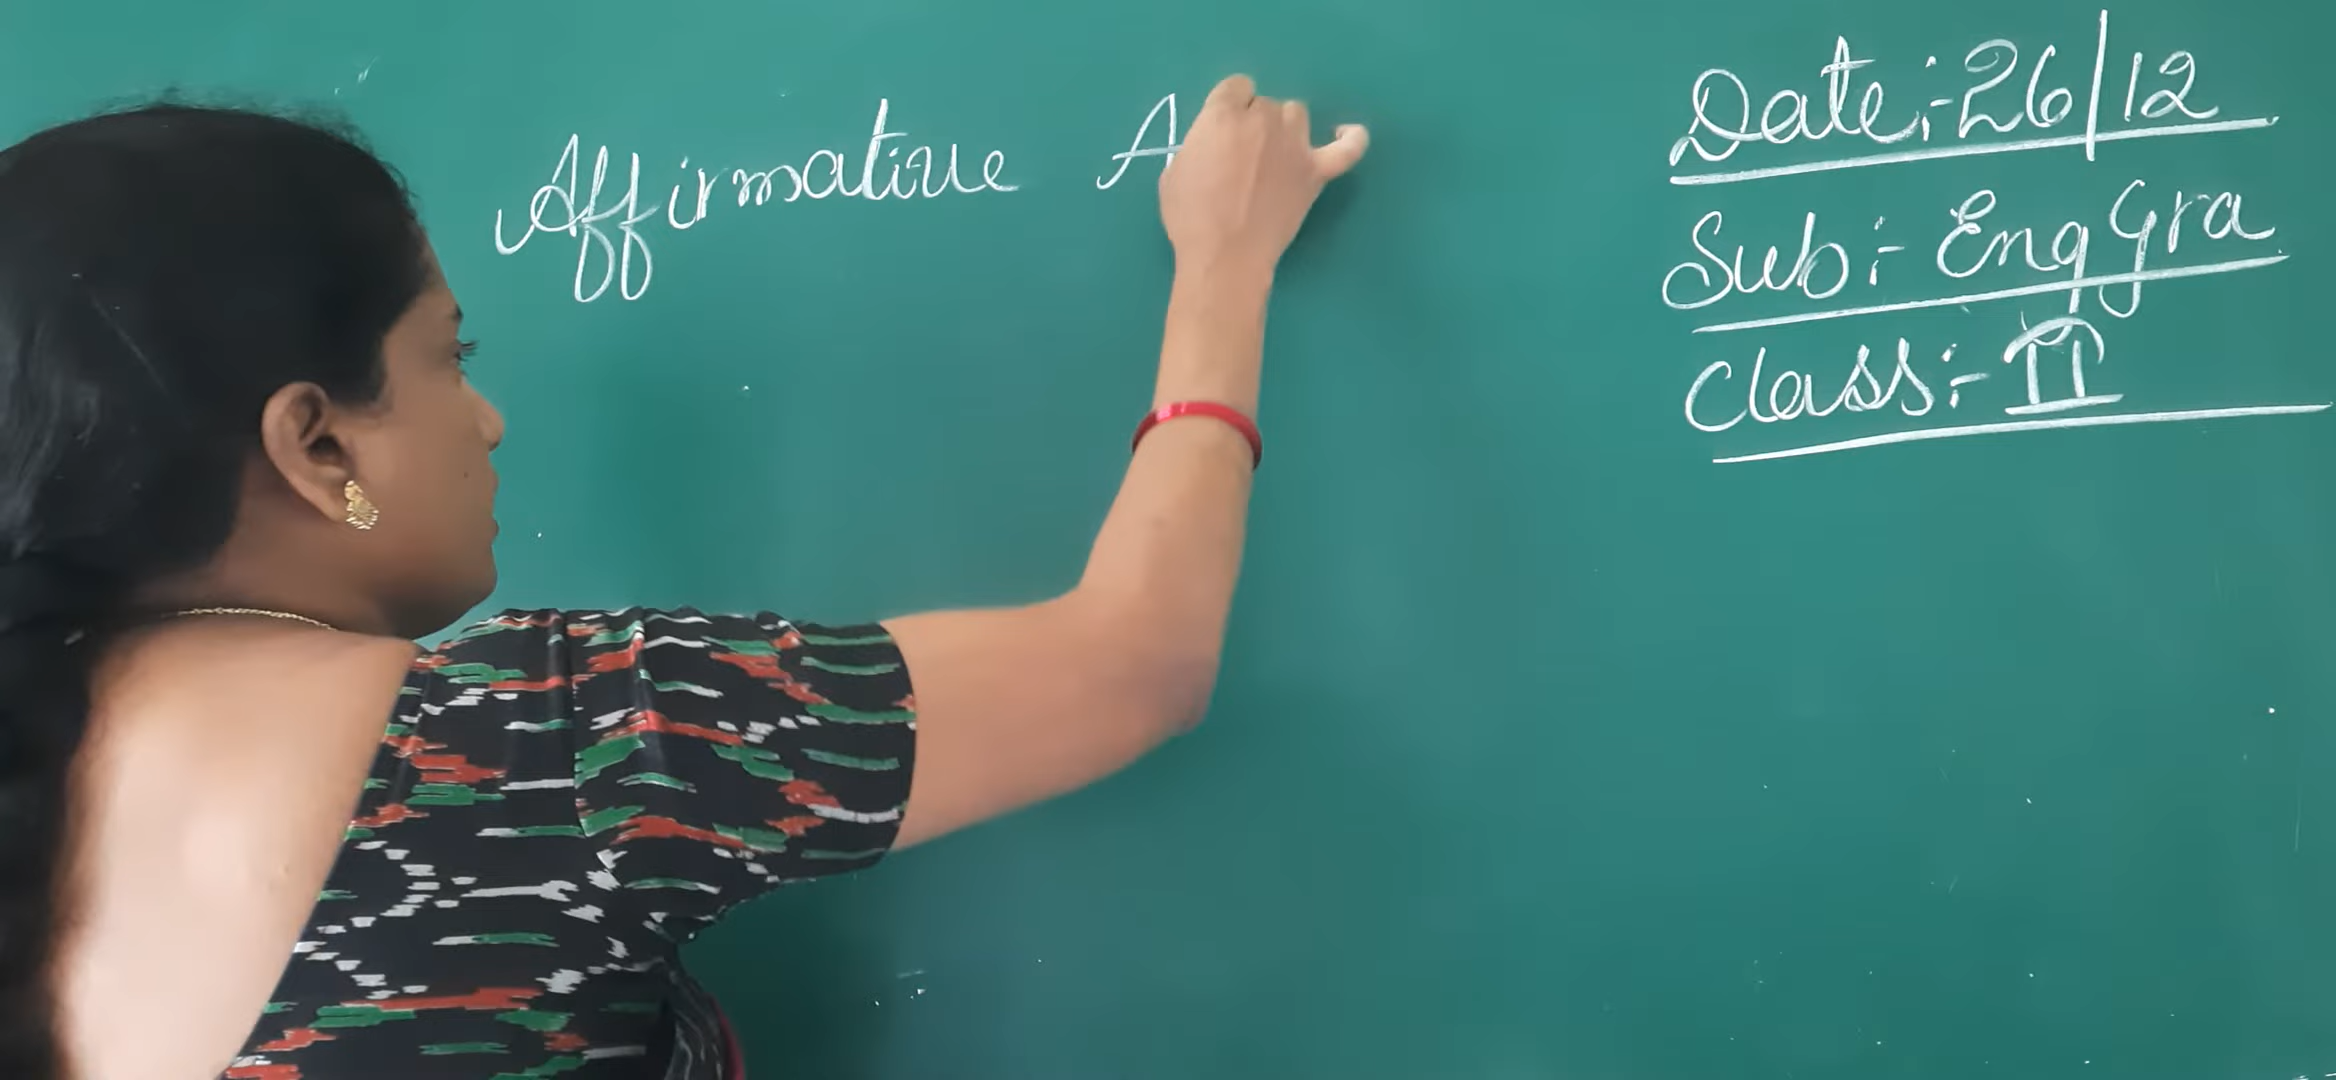 Affirmative A
Date:-26/12
Sub:- Eng Gra
Class:- II